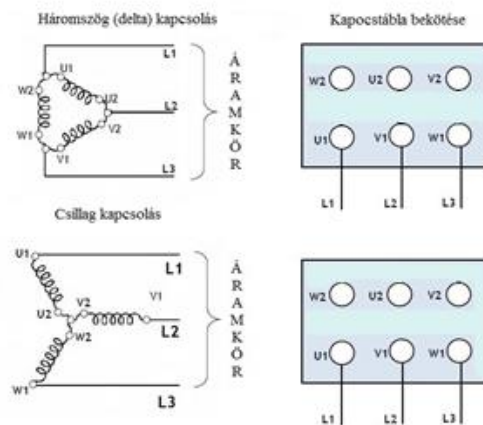 Háromszög (delta) kapcsolás
Kapocstábla bekötése
L1
U1
W2
U2
L2
V2
W1
V1
L3
ÁRAMKÖR
W2 U2 V2
U1 V1 W1
L1 L2 L3
Csillag kapcsolás
U1
L1
V2
V1
U2
L2
W2
W1
L3
ÁRAMKÖR
W2 U2 V2
U1 V1 W1
L1 L2 L3